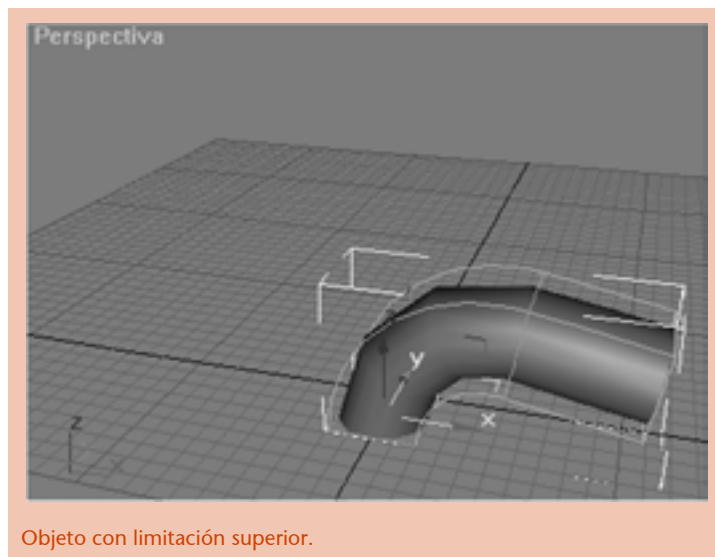 Perspectiva
y
x
z
x
Objeto con limitación superior.